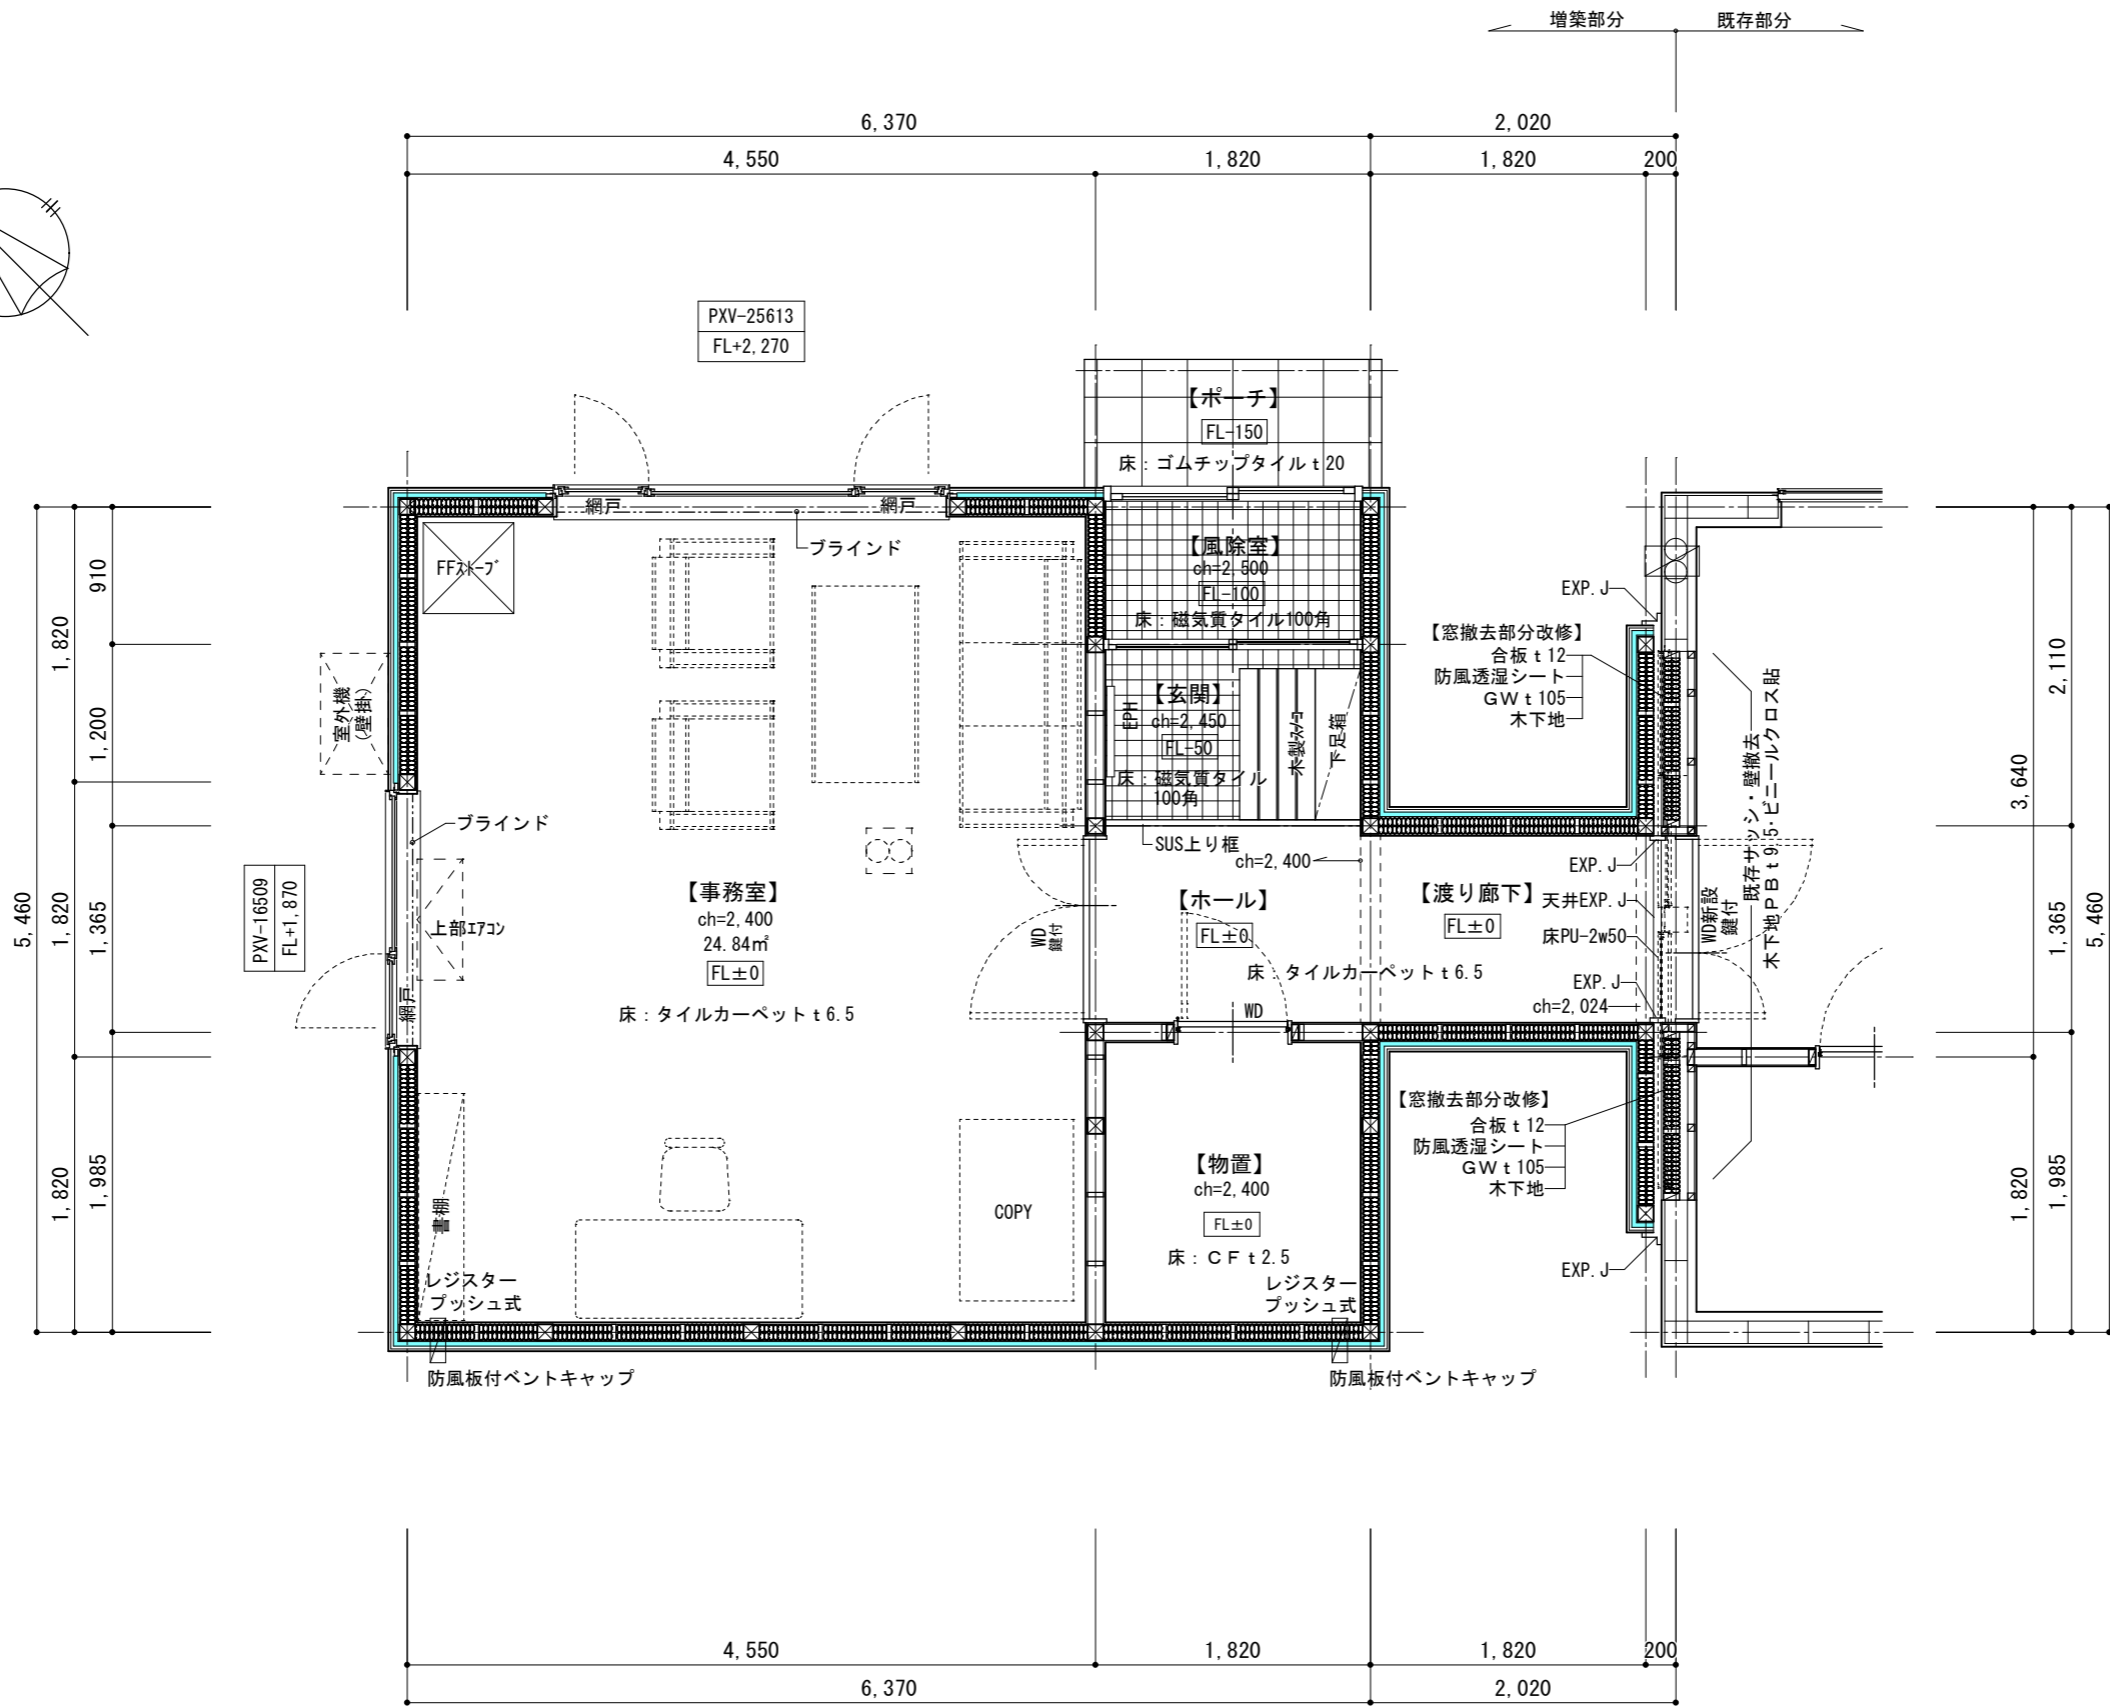 増築部分
既存部分
6,370
2,020
4,550
1,820
1,820
200
PXV-25613
FL+2,270
【ポーチ】
FL-150
床：ゴムチップタイルｔ20
網戸
網戸
ブラインド
FFストーブ
【風除室】
ch=2,500
FL-100
床：磁気質タイル100角
EXP.J
【窓撤去部分改修】
合板ｔ12
防風透湿シート
GWｔ105
木下地
【玄関】
EPH
ch=2,450
FL-50
床：磁気質タイル
100角
木製スノコ
下足箱
室外機
(壁掛)
既存サッシ・壁撤去
木下地ＰＢｔ9.5・ビニールクロス貼
910
1,820
1,200
5,460
1,820
1,365
1,820
1,985
ブラインド
PXV-16509
FL+1,870
上部エアコン
網戸
【事務室】
ch=2,400
24.84㎡
FL±0
床：タイルカーペットｔ6.5
SUS上り框
ch=2,400
【ホール】
FL±0
WD
鍵付
床：タイルカーペットｔ6.5
WD
【渡り廊下】
FL±0
EXP.J
天井EXP.J
床PU-2w50
EXP.J
ch=2,024
WD新設
鍵付
2,110
3,640
1,365
5,460
1,820
1,985
【窓撤去部分改修】
合板ｔ12
防風透湿シート
GWｔ105
木下地
EXP.J
【物置】
ch=2,400
FL±0
床：ＣＦｔ2.5
COPY
書棚
レジスター
プッシュ式
レジスター
プッシュ式
防風板付ベントキャップ
防風板付ベントキャップ
4,550
1,820
1,820
200
6,370
2,020